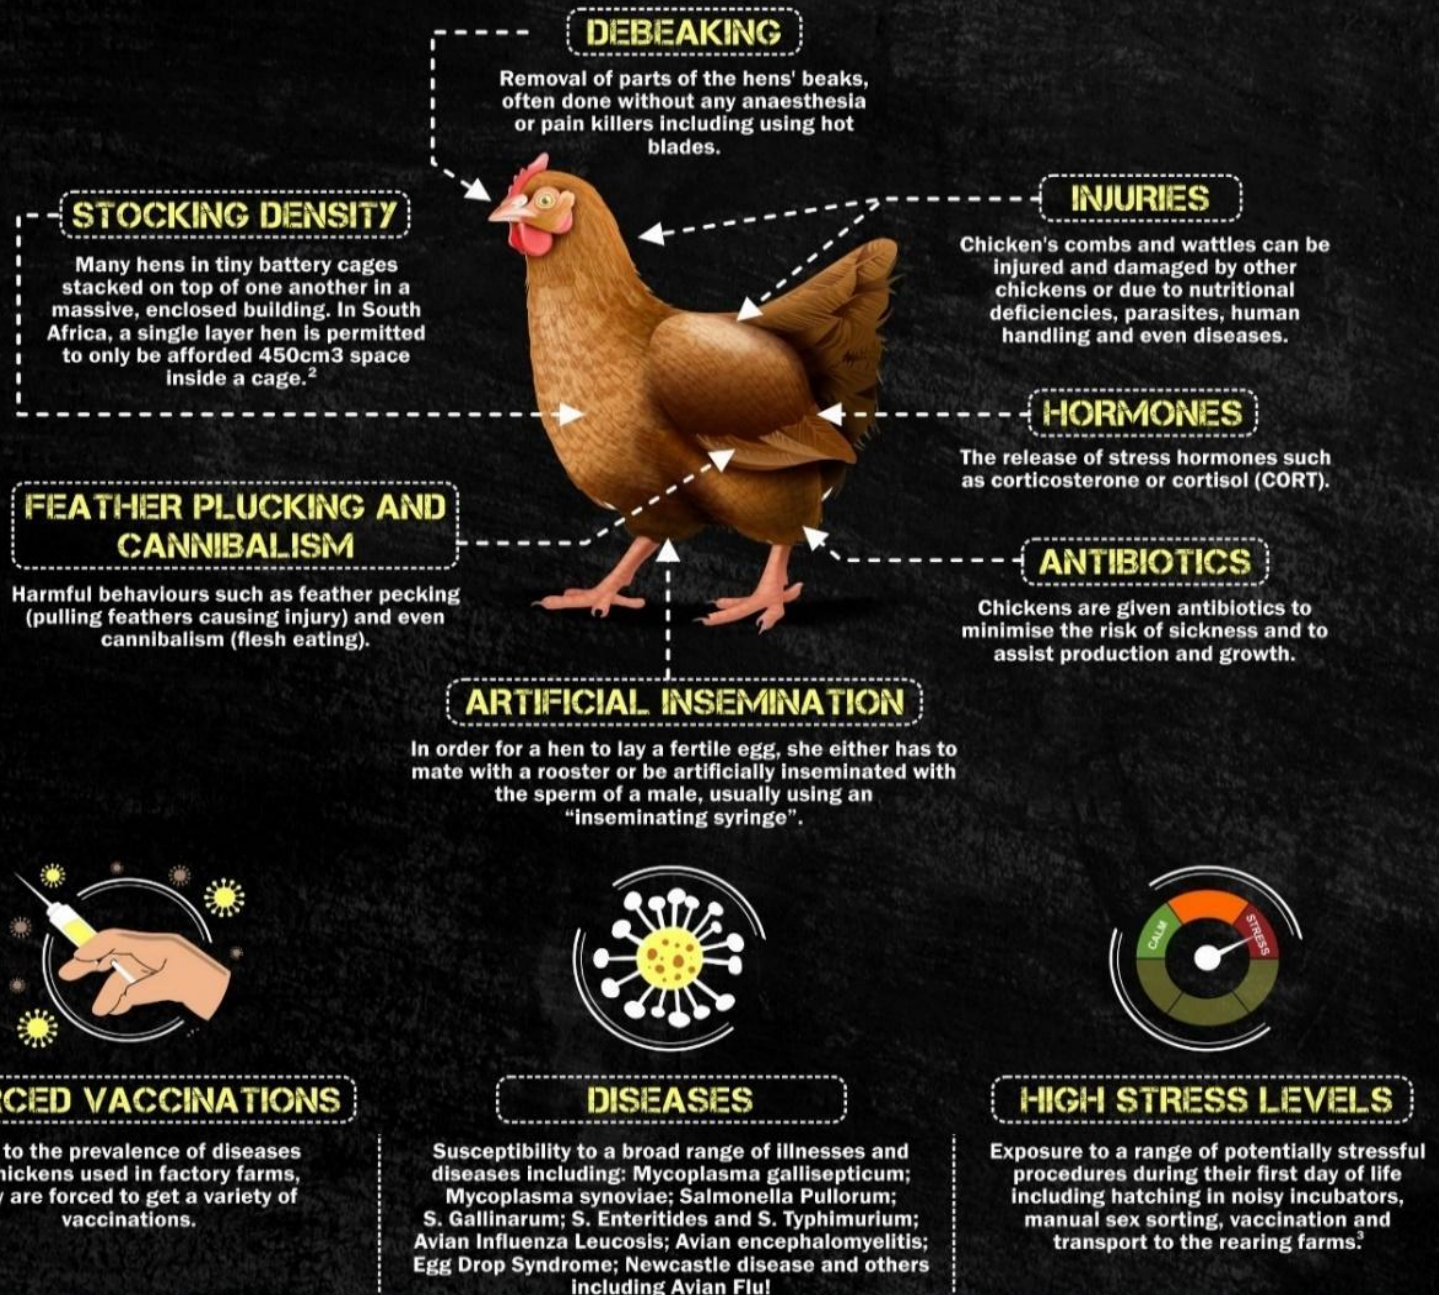 DEBEAKING
Removal of parts of the hens' beaks,
often done without any anaesthesia
or pain killers including using hot
blades.
STOCKING DENSITY
Many hens in tiny battery cages
stacked on top of one another in a
massive, enclosed building. In South
Africa, a single layer hen is permitted
to only be afforded 450cm3 space
inside a cage.²
INJURIES
Chicken's combs and wattles can be
injured and damaged by other
chickens or due to nutritional
deficiencies, parasites, human
handling and even diseases.
HORMONES
The release of stress hormones such
as corticosterone or cortisol (CORT).
FEATHER PLUCKING AND
CANNIBALISM
Harmful behaviours such as feather pecking
(pulling feathers causing injury) and even
cannibalism (flesh eating).
ANTIBIOTICS
Chickens are given antibiotics to
minimise the risk of sickness and to
assist production and growth.
ARTIFICIAL INSEMINATION
In order for a hen to lay a fertile egg, she either has to
mate with a rooster or be artificially inseminated with
the sperm of a male, usually using an
“inseminating syringe”.
CALM
STRESS
CED VACCINATIONS
to the prevalence of diseases
hickens used in factory farms,
are forced to get a variety of
vaccinations.
DISEASES
Susceptibility to a broad range of illnesses and
diseases including: Mycoplasma gallisepticum;
Mycoplasma synoviae; Salmonella Pullorum;
S. Gallinarum; S. Enteritides and S. Typhimurium;
Avian Influenza Leucosis; Avian encephalomyelitis;
Egg Drop Syndrome; Newcastle disease and others
including Avian Flu!
HIGH STRESS LEVELS
Exposure to a range of potentially stressful
procedures during their first day of life
including hatching in noisy incubators,
manual sex sorting, vaccination and
transport to the rearing farms.³